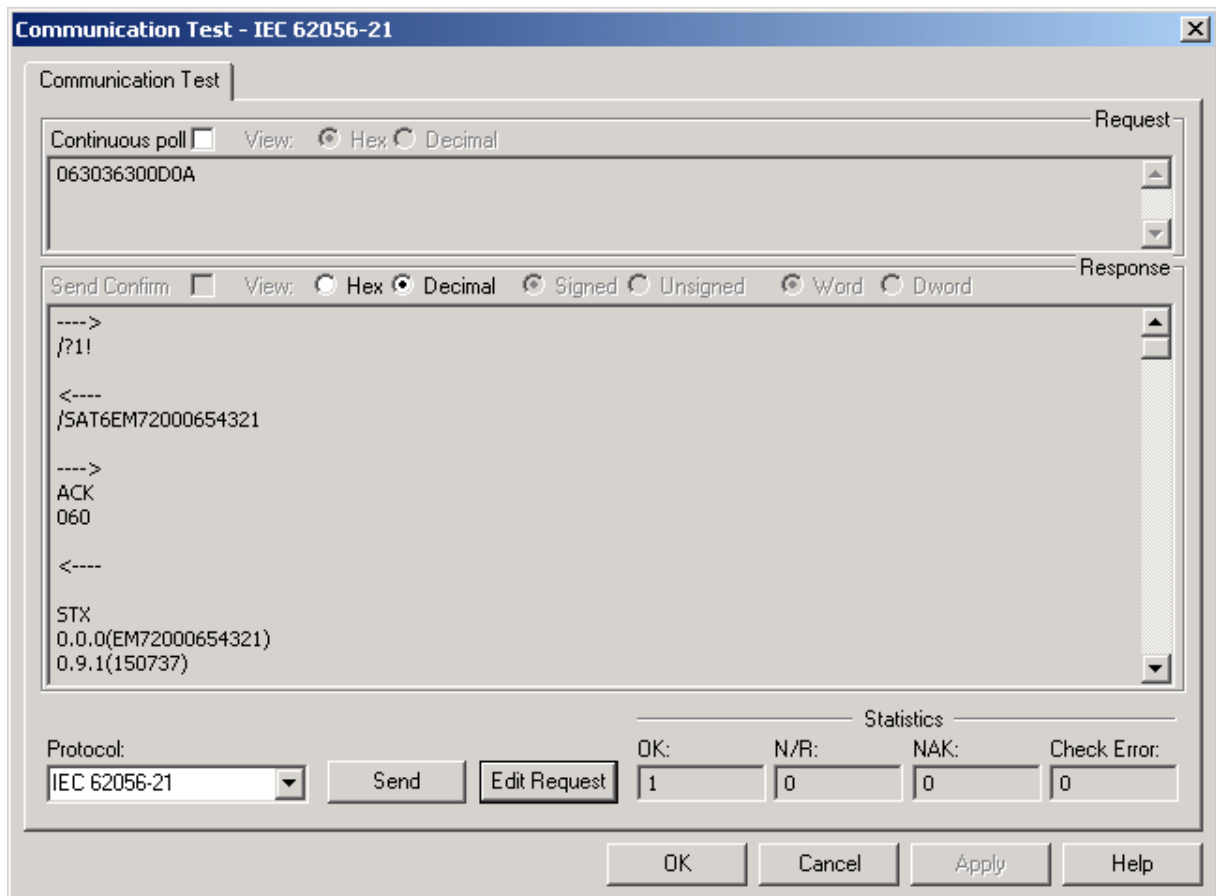 Communication Test - IEC 62056-21
Communication Test
Request
Continuous poll View: Hex Decimal
063036300D0A
Response
Send Confirm View: Hex Decimal Signed Unsigned Word Dword
---->
/?1!
<----
/SAT6EM72000654321
---->
ACK
060
<----
STX
0.0.0(EM72000654321)
0.9.1(150737)
Statistics
Protocol: OK: N/R: NAK: Check Error:
IEC 62056-21 Send Edit Request 1 0 0 0
OK Cancel Apply Help